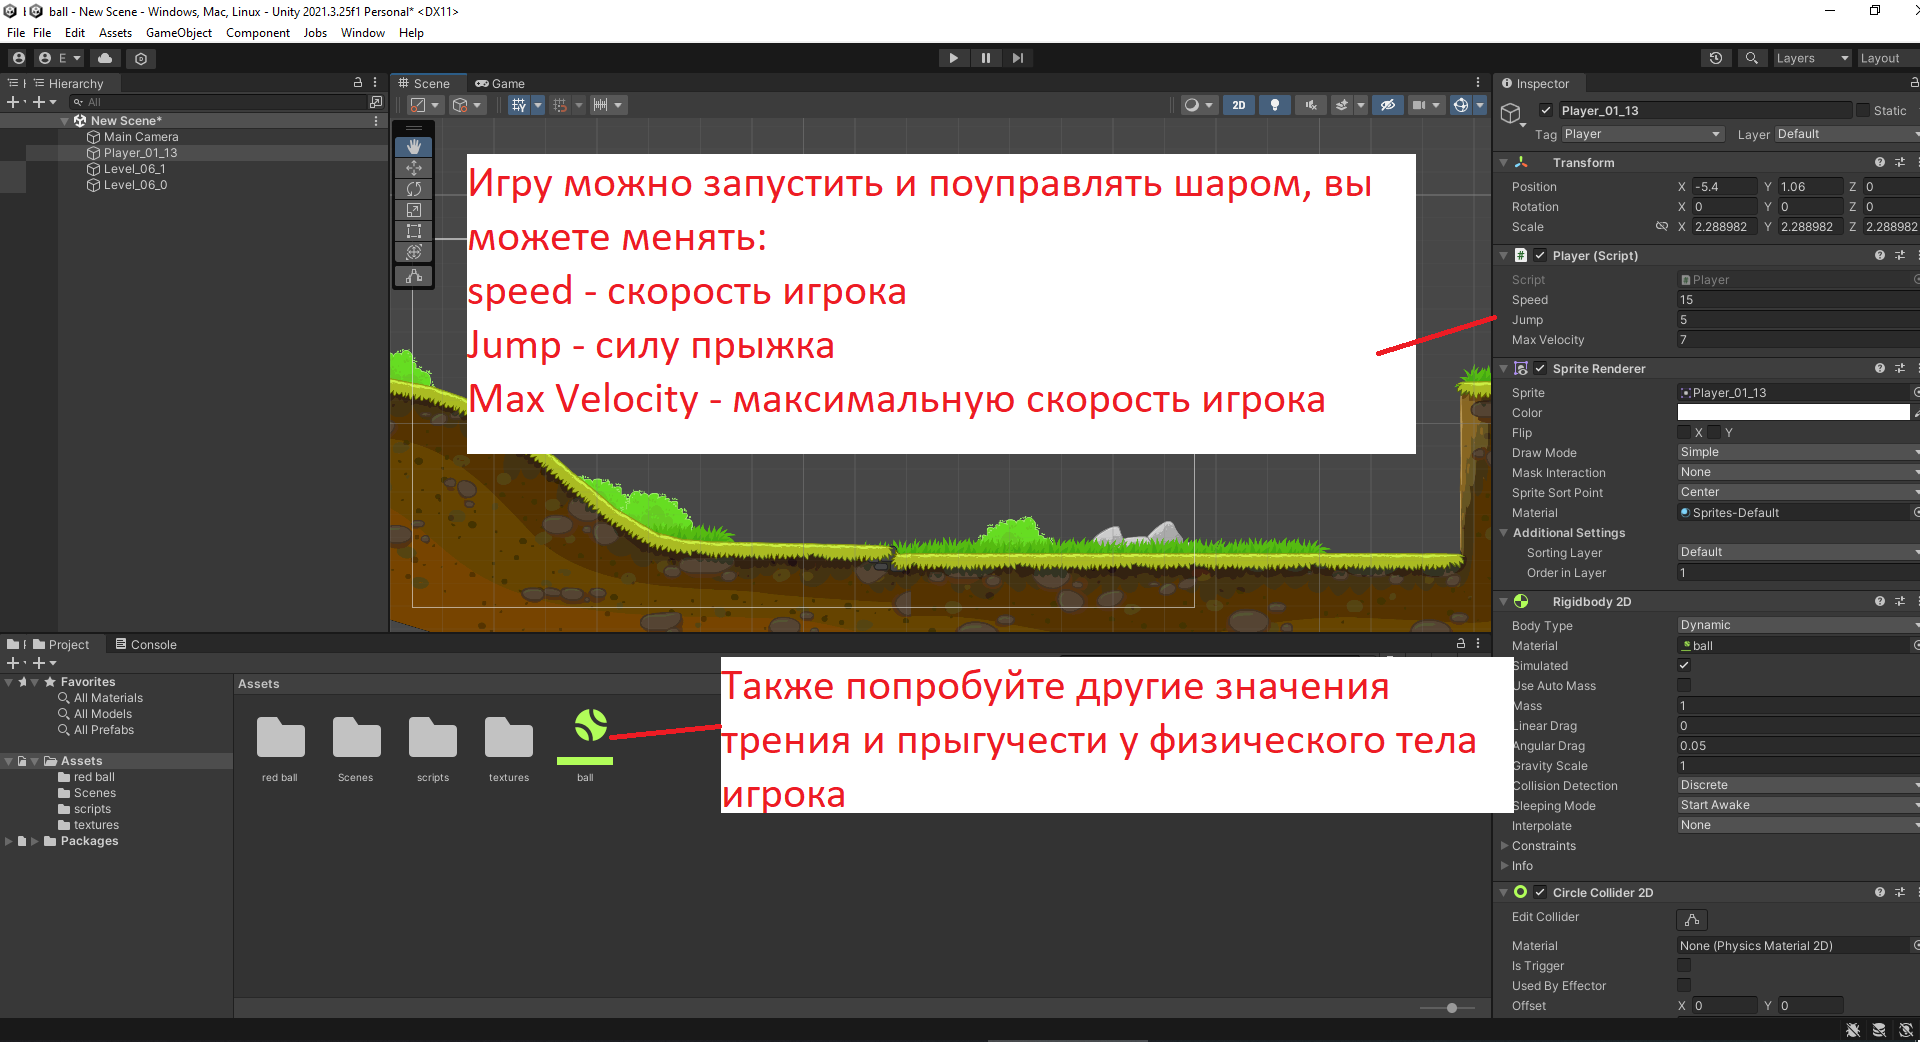 ball - New Scene - Windows, Mac, Linux - Unity 2021.3.25f1 Personal* <DX11>
File File Edit Assets GameObject Component Jobs Window Help
E
Layers
Layout
Hierarchy
All
New Scene*
Main Camera
Player_01_13
Level_06_1
Level_06_0
Scene
Game
2D
Игру можно запустить и поуправлять шаром, вы
можете менять:
speed - скорость игрока
Jump - силу прыжка
Max Velocity - максимальную скорость игрока
Inspector
Player_01_13
Static
Tag Player
Layer Default
Transform
Position X -5.4 Y 1.06 Z 0
Rotation X 0 Y 0 Z 0
Scale X 2.288982 Y 2.288982 Z 2.288982
Player (Script)
Script Player
Speed 15
Jump 5
Max Velocity 7
Sprite Renderer
Sprite Player_01_13
Color
Flip X Y
Draw Mode Simple
Mask Interaction None
Sprite Sort Point Center
Material Sprites-Default
Additional Settings
Sorting Layer Default
Order in Layer 1
Rigidbody 2D
Body Type Dynamic
Material ball
Simulated
Use Auto Mass
Mass 1
Linear Drag 0
Angular Drag 0.05
Gravity Scale 1
Collision Detection Discrete
Sleeping Mode Start Awake
Interpolate None
Constraints
Info
Circle Collider 2D
Edit Collider
Material None (Physics Material 2D)
Is Trigger
Used By Effector
Offset X 0 Y 0
Project
Console
Favorites
All Materials
All Models
All Prefabs
Assets
red ball
Scenes
scripts
textures
Packages
Assets
red ball
Scenes
scripts
textures
ball
Также попробуйте другие значения
трения и прыгучести у физического тела
игрока